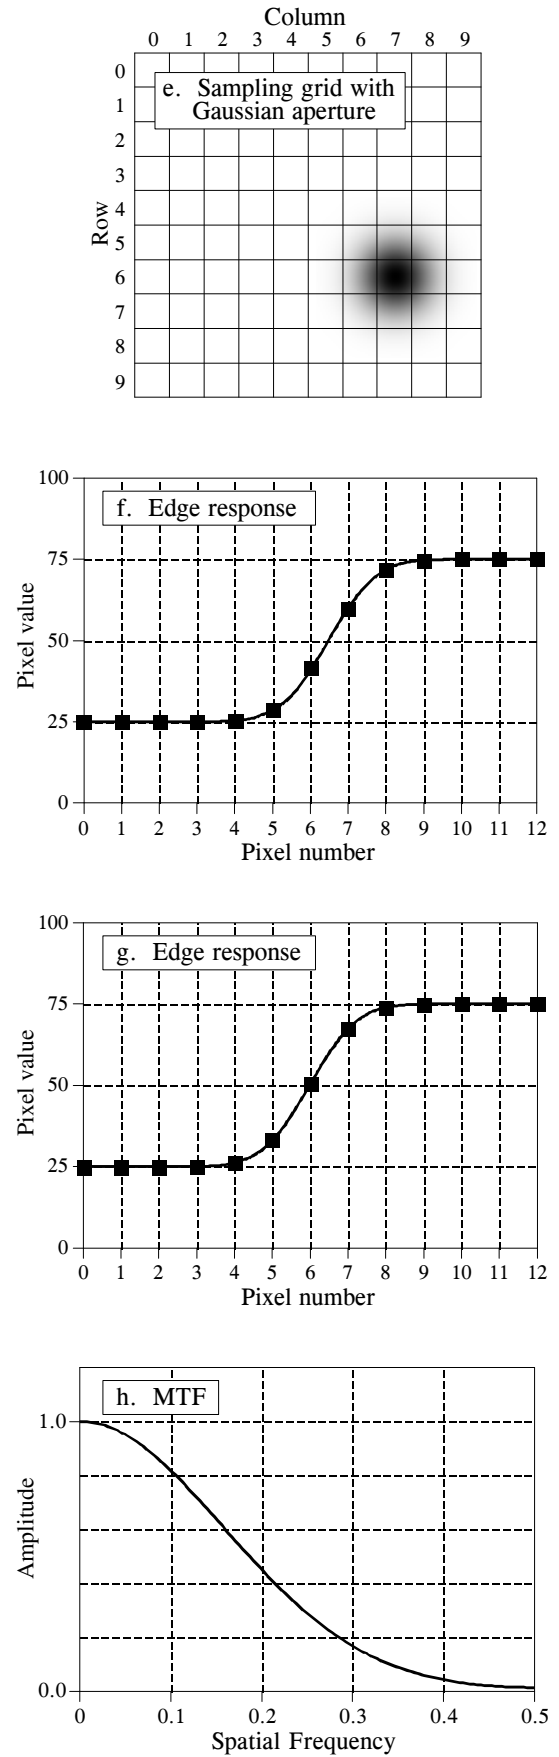 Column
0 1 2 3 4 5 6 7 8 9
e. Sampling grid with
Gaussian aperture
Row
0
1
2
3
4
5
6
7
8
9
f. Edge response
Pixel value
100
75
50
25
0
0 1 2 3 4 5 6 7 8 9 10 11 12
Pixel number
g. Edge response
Pixel value
100
75
50
25
0
0 1 2 3 4 5 6 7 8 9 10 11 12
Pixel number
h. MTF
Amplitude
1.0
0.0
0 0.1 0.2 0.3 0.4 0.5
Spatial Frequency